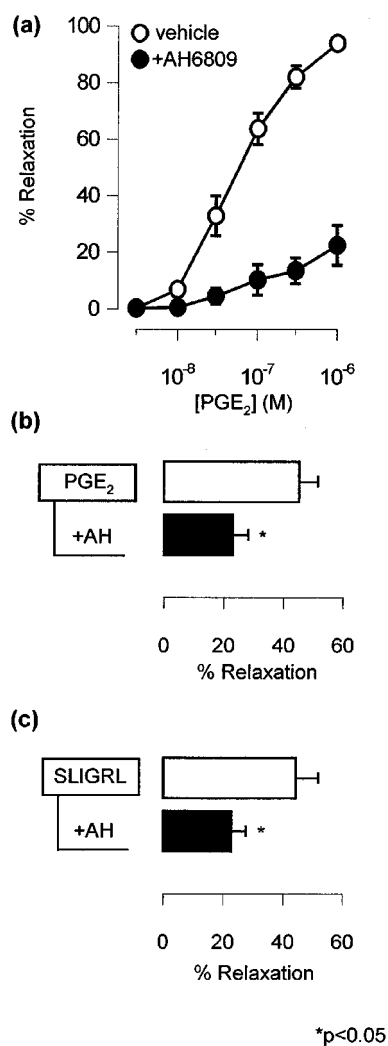 (a)
100
vehicle
+AH6809
80
60
40
20
0
% Relaxation
10⁻⁸ 10⁻⁷ 10⁻⁶
[PGE₂] (M)
(b)
PGE₂
+AH
*
0 20 40 60
% Relaxation
(c)
SLIGRL
+AH
*
0 20 40 60
% Relaxation
*p<0.05